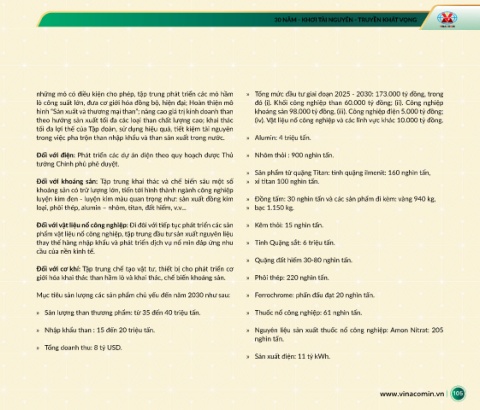 30 NĂM - KHƠI TÀI NGUYÊN - TRUYỀN KHÁT VỌNG
những mỏ có điều kiện cho phép, tập trung phát triển các mỏ hầm
lò công suất lớn, đưa cơ giới hóa đồng bộ, hiện đại; Hoàn thiện mô
hình "Sản xuất và thương mại than"; nâng cao giá trị kinh doanh than
theo hướng sản xuất tối đa các loại than chất lượng cao; khai thác
tối đa lợi thế của Tập đoàn, sử dụng hiệu quả, tiết kiệm tài nguyên
trong việc pha trộn than nhập khẩu và than sản xuất trong nước.
Đối với điện: Phát triển các dự án điện theo quy hoạch được Thủ
tướng Chính phủ phê duyệt.
Đối với khoáng sản: Tập trung khai thác và chế biến sâu một số
khoáng sản có trữ lượng lớn, tiến tới hình thành ngành công nghiệp
luyện kim đen - luyện kim màu quan trọng như: sản xuất đồng kim
loại, phôi thép, alumin – nhôm, titan, đất hiếm, v.v...
Đối với vật liệu nổ công nghiệp: Đi đôi với tiếp tục phát triển các sản
phẩm vật liệu nổ công nghiệp, tập trung đầu tư sản xuất nguyên liệu
thay thế hàng nhập khẩu và phát triển dịch vụ nổ mìn đáp ứng nhu
cầu của nền kinh tế.
Đối với cơ khí: Tập trung chế tạo vật tư, thiết bị cho phát triển cơ
giới hóa khai thác than hầm lò và khai thác, chế biến khoáng sản.
Mục tiêu sản lượng các sản phẩm chủ yếu đến năm 2030 như sau:
» Sản lượng than thương phẩm: từ 35 đến 40 triệu tấn.
» Nhập khẩu than : 15 đến 20 triệu tấn.
» Tổng doanh thu: 8 tỷ USD.
» Tổng mức đầu tư giai đoạn 2025 - 2030: 173.000 tỷ đồng, trong
đó (i). Khối công nghiệp than 60.000 tỷ đồng; (ii). Công nghiệp
khoáng sản 98.000 tỷ đồng, (iii). Công nghiệp điện 5.000 tỷ đồng;
(iv). Vật liệu nổ công nghiệp và các lĩnh vực khác 10.000 tỷ đồng.
» Alumin: 4 triệu tấn.
» Nhôm thỏi : 900 nghìn tấn.
» Sản phẩm từ quặng Titan: tinh quặng ilmenit: 160 nghìn tấn,
» xỉ titan 100 nghìn tấn.
» Đồng tấm: 30 nghìn tấn và các sản phẩm đi kèm: vàng 940 kg,
» bạc 1.150 kg.
» Kẽm thỏi: 15 nghìn tấn.
» Tinh Quặng sắt: 6 triệu tấn.
» Quặng đất hiếm 30-80 nghìn tấn.
» Phôi thép: 220 nghìn tấn.
» Ferrochrome: phấn đấu đạt 20 nghìn tấn.
» Thuốc nổ công nghiệp: 61 nghìn tấn.
» Nguyên liệu sản xuất thuốc nổ công nghiệp: Amon Nitrat: 205
nghìn tấn.
» Sản xuất điện: 11 tỷ kWh.
www.vinacomin.vn | 105